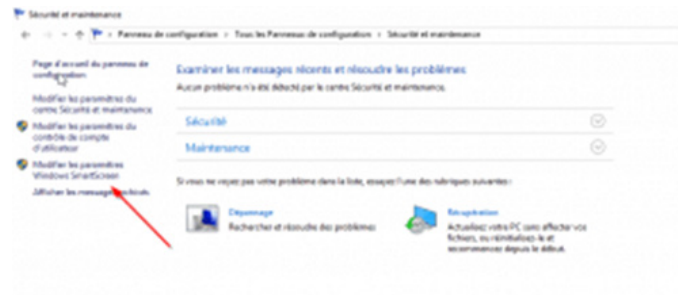 Sécurité et maintenance
Panneau de configuration > Tous les Panneaux de configuration > Sécurité et maintenance
Page d'accueil du panneau de
configuration
Modifier les paramètres du
centre Sécurité et maintenance
Modifier les paramètres du
contrôle de compte
d'utilisateur
Modifier les paramètres
Windows SmartScreen
Afficher les messages archivés
Examiner les messages récents et résoudre les problèmes
Aucun problème n'a été détecté par le centre Sécurité et maintenance.
Sécurité
Maintenance
Si vous ne voyez pas votre problème dans la liste, essayez l'une des rubriques suivantes :
Dépannage
Rechercher et résoudre des problèmes
Récupération
Actualisez votre PC sans affecter vos
fichiers, ou réinitialisez-le et
recommencez depuis le début.